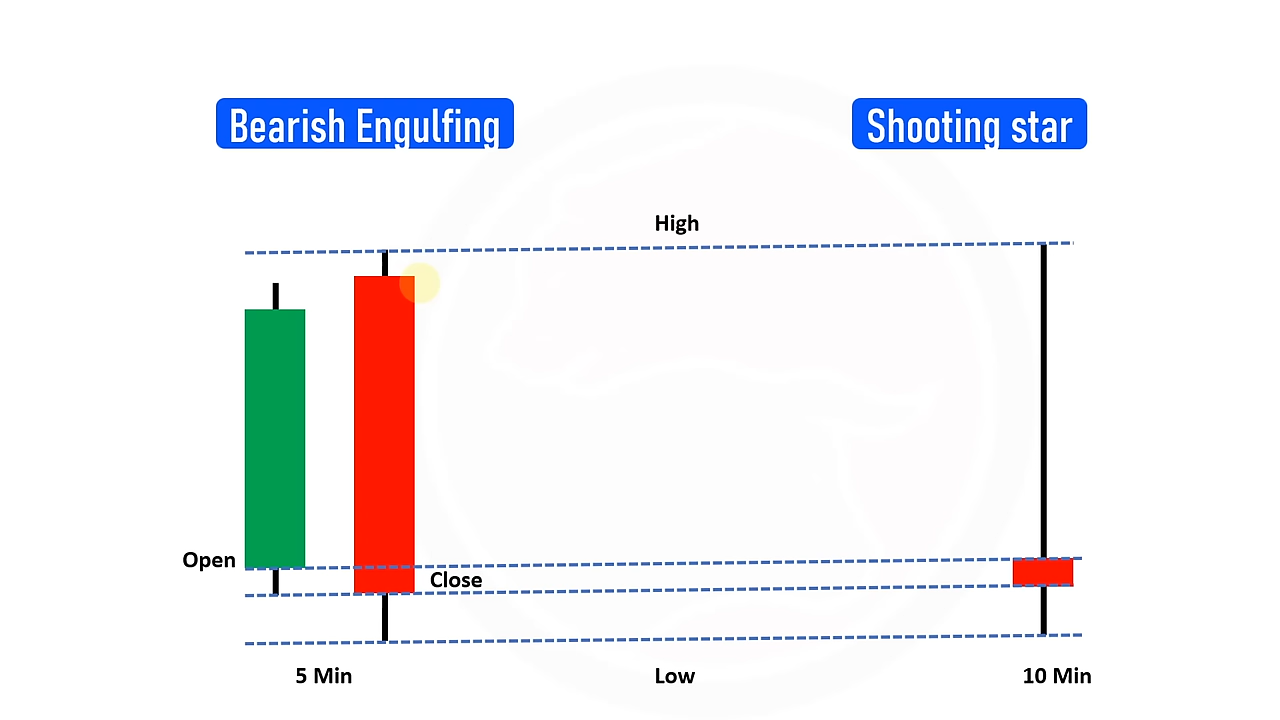 Bearish Engulfing
Shooting star
High
Open
Close
5 Min
Low
10 Min